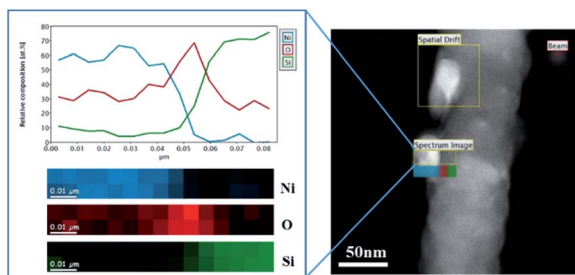 Ni
O
Si
Relative composition [at.%]
80
70
60
50
40
30
20
10
0
0.00 0.01 0.02 0.03 0.04 0.05 0.06 0.07 0.08
µm
0.01 µm
Ni
0.01 µm
O
0.01 µm
Si
Spatial Drift
Beam
Spectrum Image
50nm